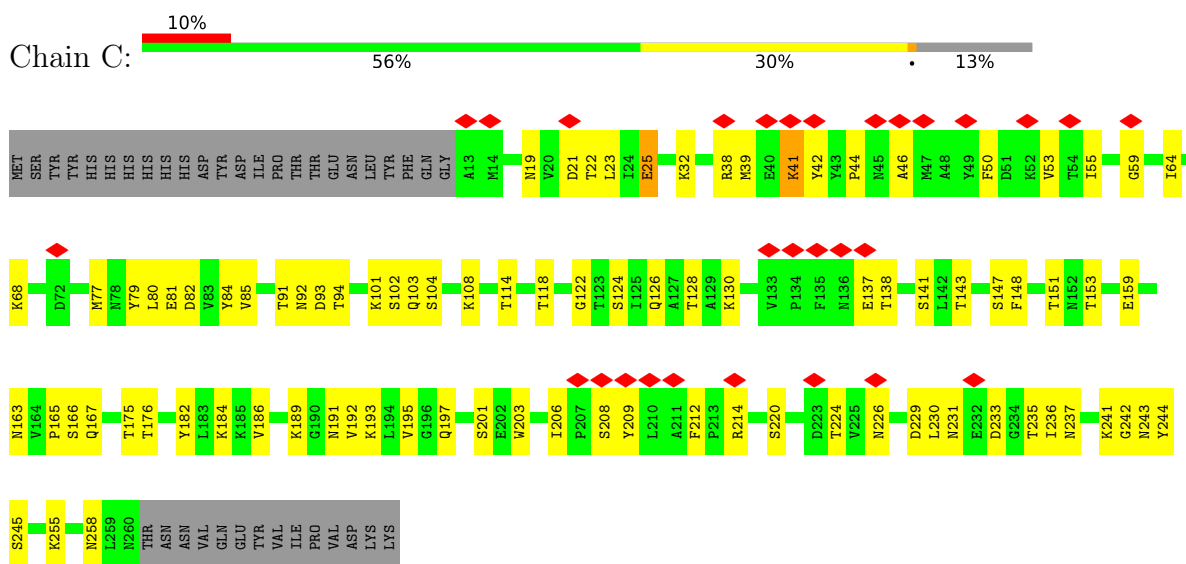 10%
Chain C:
56% 30% • 13%
MET SER TYR TYR HIS HIS HIS HIS HIS HIS ASP TYR ASP ILE PRO THR THR GLU ASN LEU TYR PHE GLN GLY A13 M14 N19 V20 D21 T22 L23 I24 E25 K32 R38 M39 E40 K41 Y42 Y43 P44 N45 A46 M47 A48 Y49 F50 D51 K52 V53 T54 I55 G59 I64
K68 D72 M77 N78 Y79 L80 E81 D82 V83 Y84 V85 T91 N92 D93 T94 K101 S102 Q103 S104 K108 T114 T118 G122 T123 S124 I125 Q126 A127 T128 A129 K130 V133 P134 F135 N136 E137 T138 S141 L142 T143 S147 F148 T151 N152 T153 E159
N163 V164 P165 S166 Q167 T175 T176 Y182 L183 K184 K185 V186 K189 G190 N191 V192 K193 L194 V195 G196 Q197 S201 E202 W203 I206 P207 S208 Y209 L210 A211 F212 P213 R214 S220 D223 T224 V225 N226 D229 L230 N231 E232 D233 G234 T235 I236 N237 K241 G242 N243 Y244
S245 K255 N258 L259 N260 THR ASN ASN VAL GLN GLU TYR VAL ILE PRO VAL ASP LYS LYS